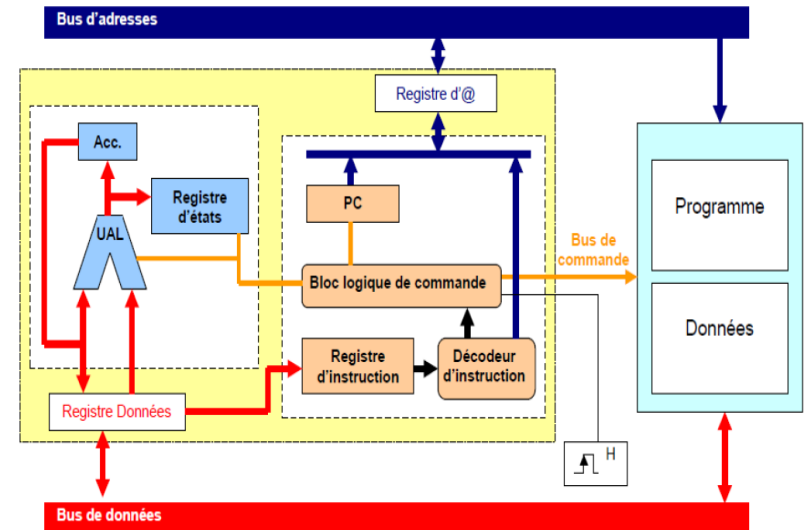 Bus d'adresses
Registre d'@
Acc.
Registre
d'états
PC
UAL
Programme
Bus de
commande
Bloc logique de commande
Données
Registre
d'instruction
Décodeur
d'instruction
Registre Données
H
Bus de données